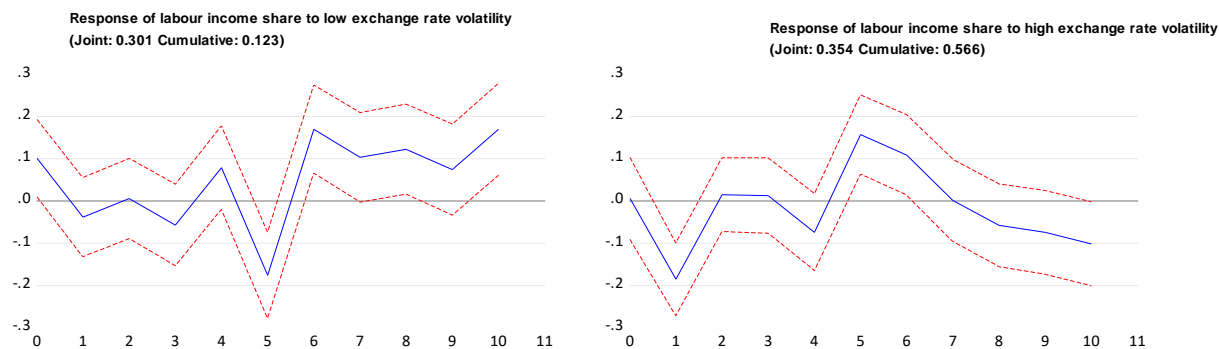 Response of labour income share to low exchange rate volatility
(Joint: 0.301 Cumulative: 0.123)
.3
.2
.1
.0
-.1
-.2
-.3
0 1 2 3 4 5 6 7 8 9 10 11
Response of labour income share to high exchange rate volatility
(Joint: 0.354 Cumulative: 0.566)
.3
.2
.1
.0
-.1
-.2
-.3
0 1 2 3 4 5 6 7 8 9 10 11